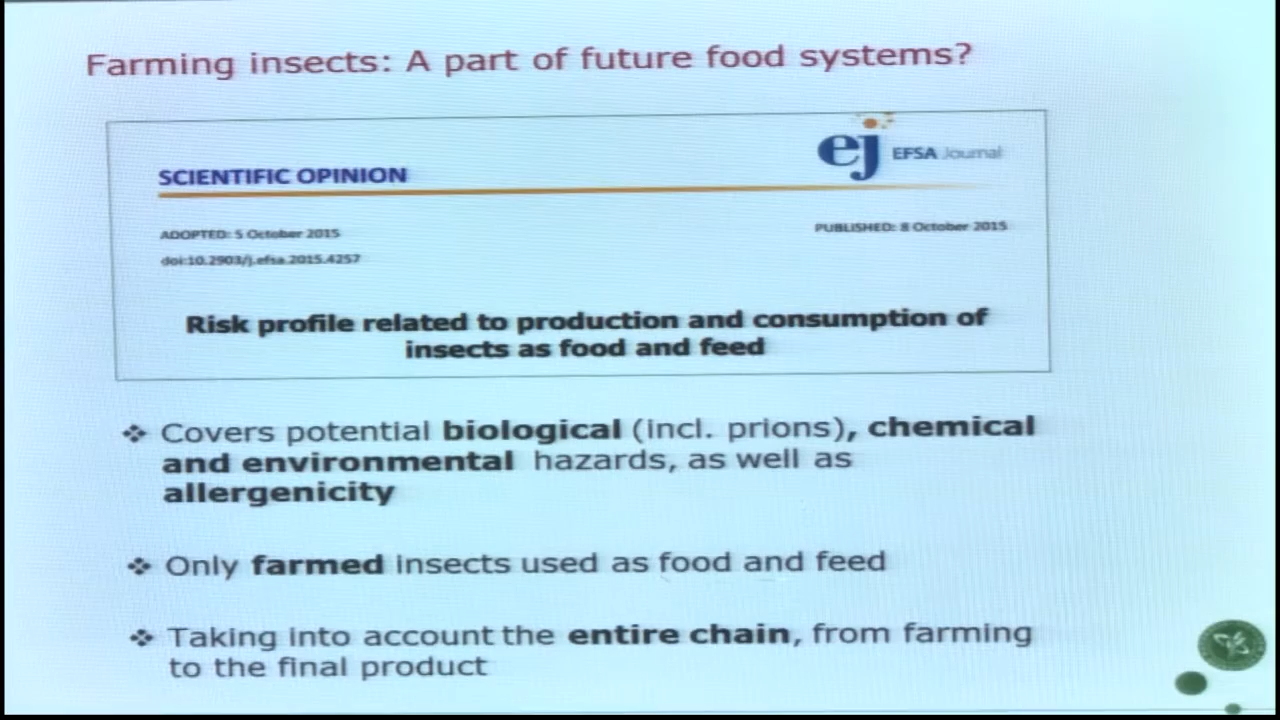 Farming insects: A part of future food systems?
ej EFSA Journal
SCIENTIFIC OPINION
ADOPTED: 5 October 2015
PUBLISHED: 8 October 2015
doi:10.2903/j.efsa.2015.4257
Risk profile related to production and consumption of
insects as food and feed
❖ Covers potential biological (incl. prions), chemical
and environmental hazards, as well as
allergenicity
❖ Only farmed insects used as food and feed
❖ Taking into account the entire chain, from farming
to the final product